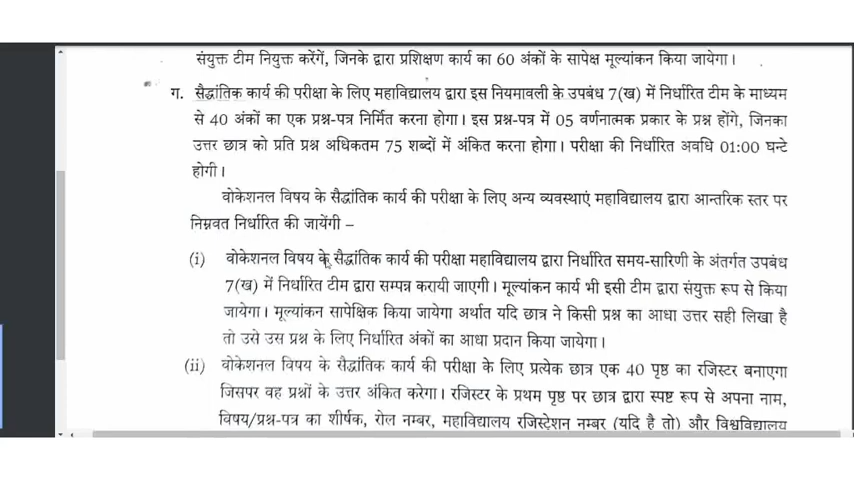 संयुक्त टीम नियुक्त करेगें, जिनके द्वारा प्रशिक्षण कार्य का 60 अंकों के सापेक्ष मूल्यांकन किया जायेगा।
ग. सैद्धांतिक कार्य की परीक्षा के लिए महाविद्यालय द्वारा इस नियमावली के उपबंध 7(ख) में निर्धारित टीम के माध्यम
से 40 अंकों का एक प्रश्न-पत्र निर्मित करना होगा। इस प्रश्न-पत्र में 05 वर्णनात्मक प्रकार के प्रश्न होंगे, जिनका
उत्तर छात्र को प्रति प्रश्न अधिकतम 75 शब्दों में अंकित करना होगा। परीक्षा की निर्धारित अवधि 01:00 घन्टे
होगी।
वोकेशनल विषय के सैद्धांतिक कार्य की परीक्षा के लिए अन्य व्यवस्थाएं महाविद्यालय द्वारा आन्तरिक स्तर पर
निम्नवत निर्धारित की जायेंगी –
(i) वोकेशनल विषय के सैद्धांतिक कार्य की परीक्षा महाविद्यालय द्वारा निर्धारित समय-सारिणी के अंतर्गत उपबंध
7(ख) में निर्धारित टीम द्वारा सम्पन्न करायी जाएगी। मूल्यांकन कार्य भी इसी टीम द्वारा संयुक्त रूप से किया
जायेगा। मूल्यांकन सापेक्षिक किया जायेगा अर्थात यदि छात्र ने किसी प्रश्न का आधा उत्तर सही लिखा है
तो उसे उस प्रश्न के लिए निर्धारित अंकों का आधा प्रदान किया जायेगा।
(ii) वोकेशनल विषय के सैद्धांतिक कार्य की परीक्षा के लिए प्रत्येक छात्र एक 40 पृष्ठ का रजिस्टर बनाएगा
जिसपर वह प्रश्नों के उत्तर अंकित करेगा। रजिस्टर के प्रथम पृष्ठ पर छात्र द्वारा स्पष्ट रूप से अपना नाम,
विषय/प्रश्न-पत्र का शीर्षक, रोल नम्बर, महाविद्यालय रजिस्ट्रेशन नम्बर (यदि है तो) और विश्वविद्यालय